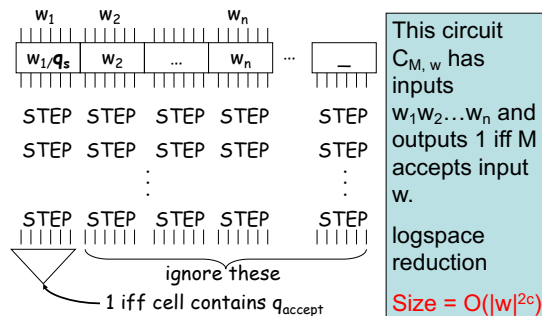 w₁ w₂ wₙ
w₁/qₛ w₂ ... wₙ ... _
STEP STEP STEP STEP STEP
STEP STEP STEP STEP STEP
STEP STEP STEP STEP STEP
ignore these
1 iff cell contains q_accept
This circuit
C_M, w has
inputs
w₁w₂…wₙ and
outputs 1 iff M
accepts input
w.
logspace
reduction
Size = O(|w|²ᶜ)